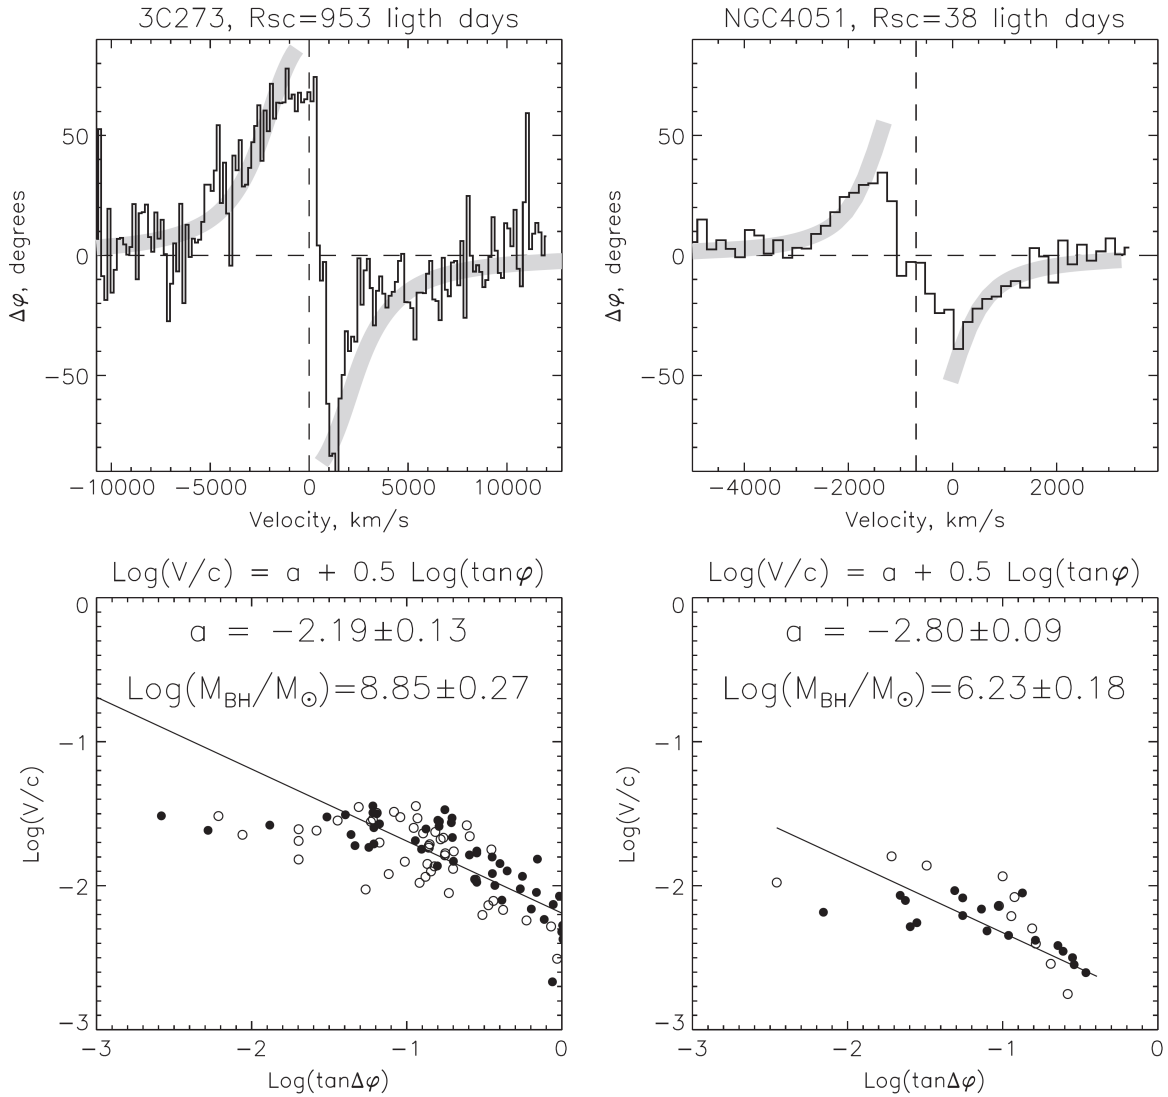 3C273, Rsc=953 ligth days
50
0
−50
Δφ, degrees
−10000 −5000 0 5000 10000
Velocity, km/s
NGC4051, Rsc=38 ligth days
50
0
−50
Δφ, degrees
−4000 −2000 0 2000
Velocity, km/s
Log(V/c) = a + 0.5 Log(tanφ)
a = −2.19±0.13
Log(M_BH/M_⊙)=8.85±0.27
0
−1
−2
−3
Log(V/c)
−3 −2 −1 0
Log(tanΔφ)
Log(V/c) = a + 0.5 Log(tanφ)
a = −2.80±0.09
Log(M_BH/M_⊙)=6.23±0.18
0
−1
−2
−3
Log(V/c)
−3 −2 −1 0
Log(tanΔφ)